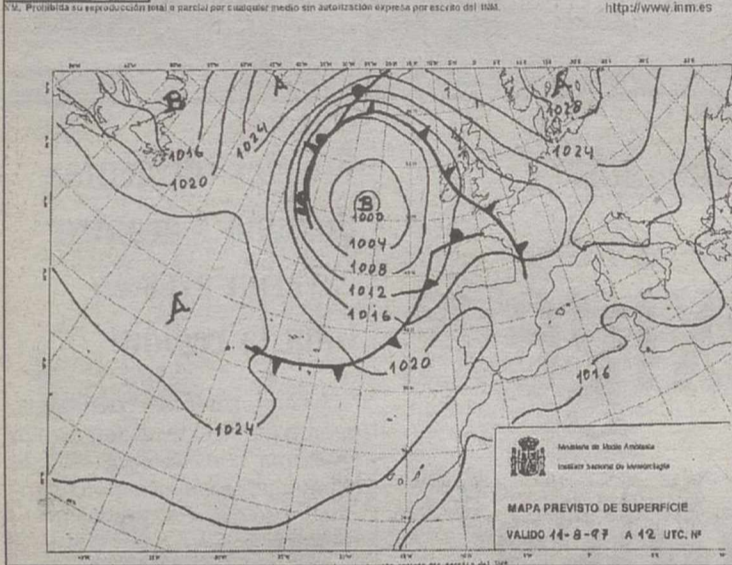 Prohibida su reproducción total o parcial por cualquier medio sin autorización expresa por escrito del INM.
http://www.inm.es
B
A
A
1028
1016
1024
1024
1020
B
1000
1004
1008
1012
A
1016
1020
1016
1024
Ministerio de Medio Ambiente
Instituto Nacional de Meteorología
MAPA PREVISTO DE SUPERFICIE
VALIDO 11-8-97 A 12 UTC. Nº